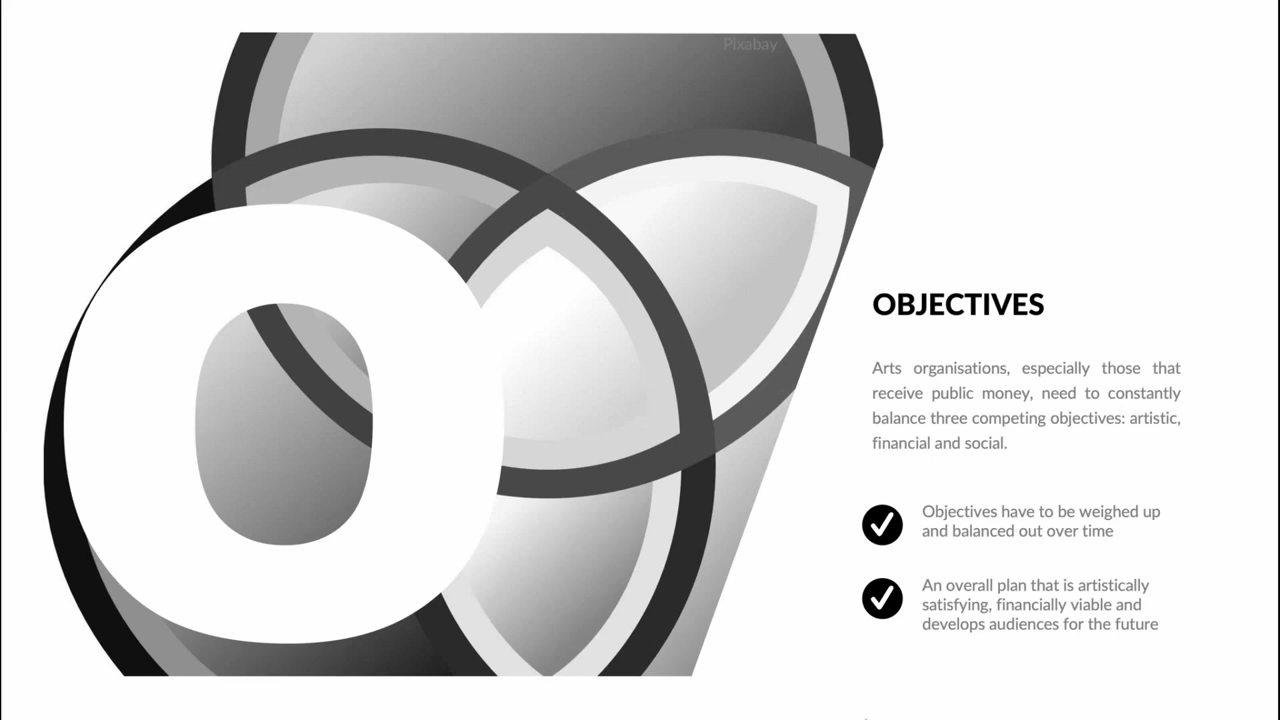 Pixabay
O
OBJECTIVES
Arts organisations, especially those that
receive public money, need to constantly
balance three competing objectives: artistic,
financial and social.
Objectives have to be weighed up
and balanced out over time
An overall plan that is artistically
satisfying, financially viable and
develops audiences for the future